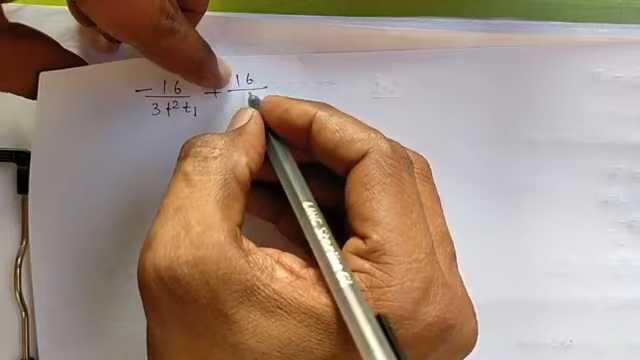 - 16 + 16
3t²t₁